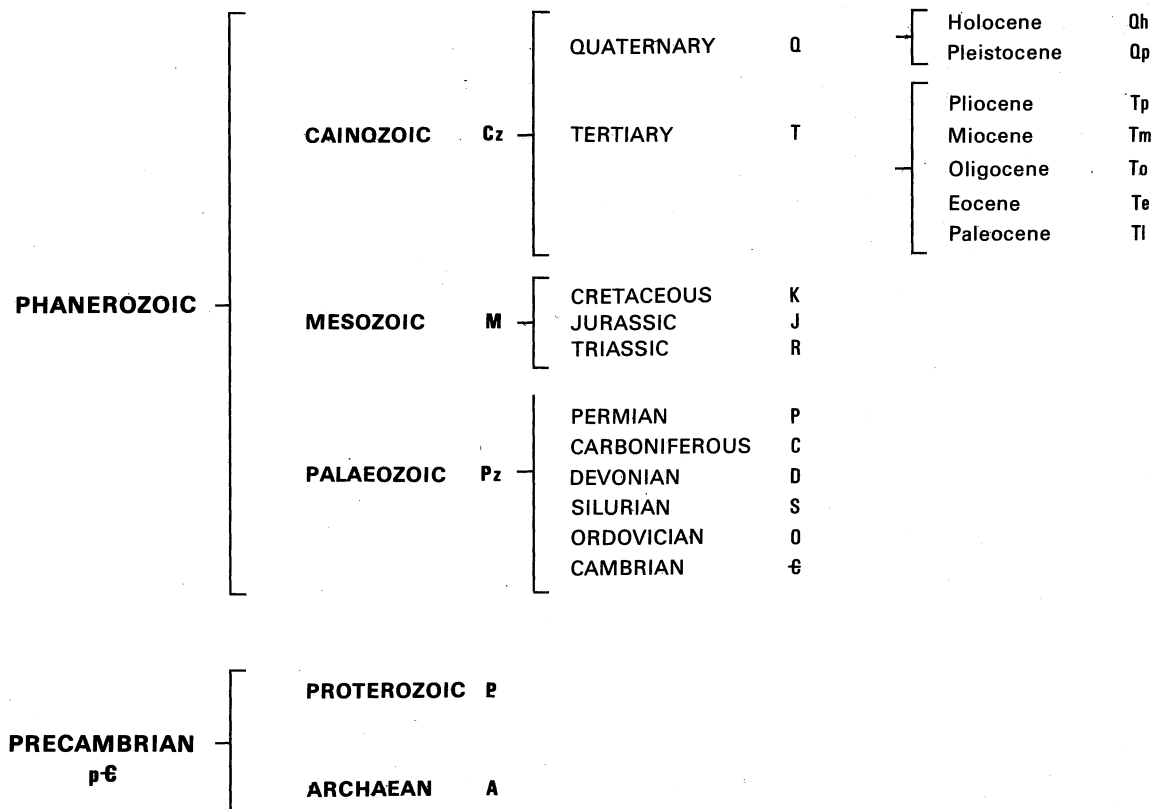 Holocene Qh
QUATERNARY Q
Pleistocene Qp
Pliocene Tp
CAINOZOIC Cz TERTIARY T Miocene Tm
Oligocene To
Eocene Te
Paleocene Tl
CRETACEOUS K
PHANEROZOIC
MESOZOIC M JURASSIC J
TRIASSIC R
PERMIAN P
CARBONIFEROUS C
PALAEOZOIC Pz DEVONIAN D
SILURIAN S
ORDOVICIAN O
CAMBRIAN Ꞓ
PROTEROZOIC P
PRECAMBRIAN
pꞒ
ARCHAEAN A